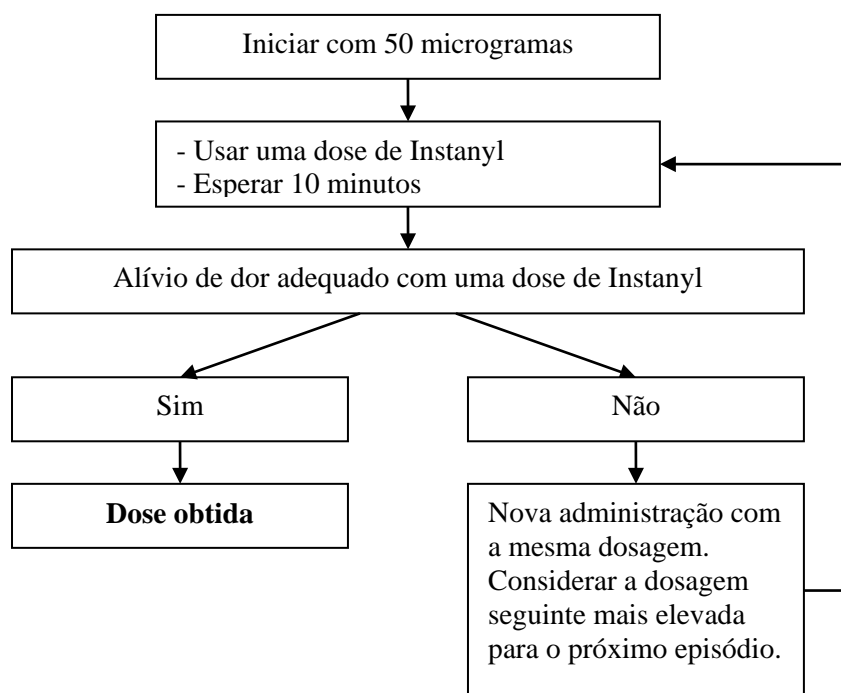 Iniciar com 50 microgramas
- Usar uma dose de Instanyl
- Esperar 10 minutos
Alívio de dor adequado com uma dose de Instanyl
Sim
Não
Dose obtida
Nova administração com
a mesma dosagem.
Considerar a dosagem
seguinte mais elevada
para o próximo episódio.